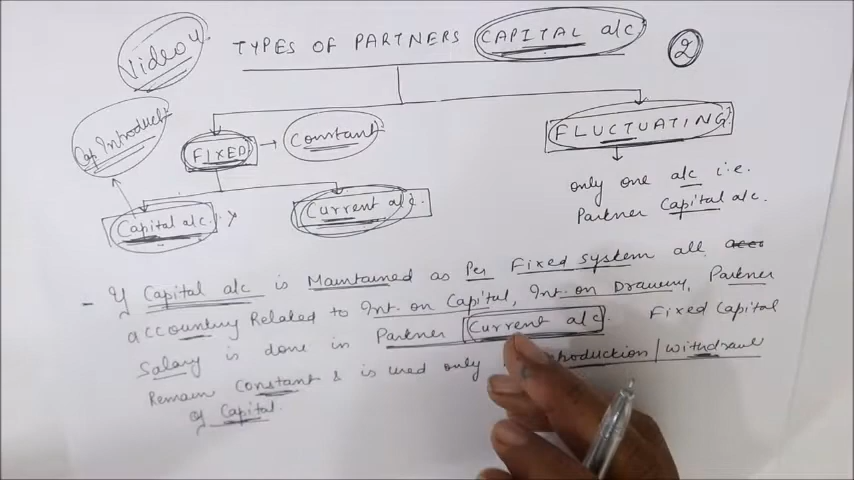 Video 4
TYPES OF PARTNERS CAPITAL a/c.
2
Cap Introduct
FIXED → Constant
FLUCTUATING
Capital a/c.
Current a/c.
only one a/c i.e.
Partner Capital a/c.
- If Capital a/c is Maintained as Per Fixed system all
accounting Related to Int. on Capital, Int. on Drawing, Partner
Salary is done in Partner Current a/c. Fixed Capital
Remain Constant & is used only Introduction / withdrawl
of Capital.